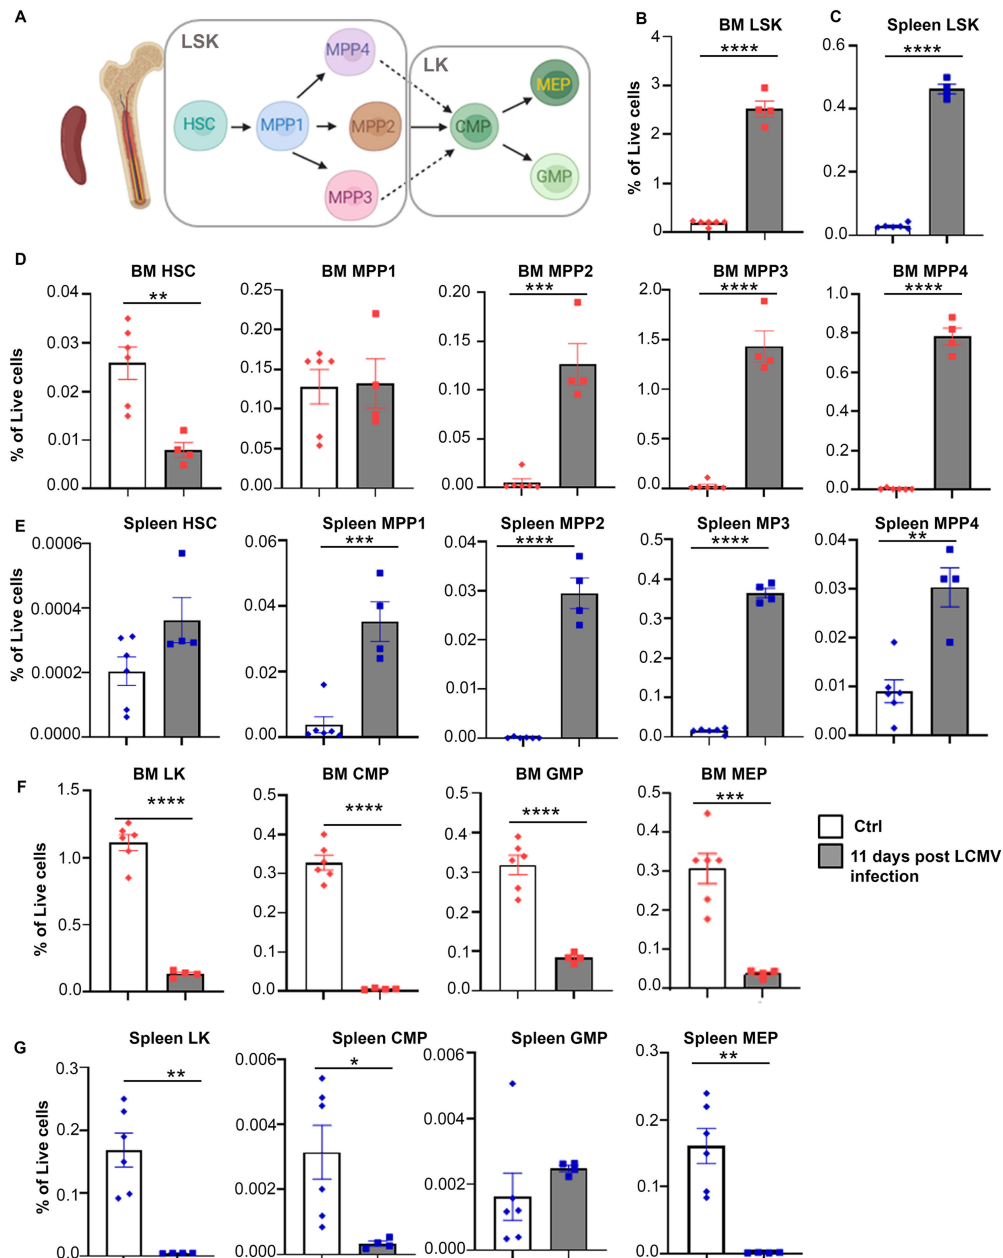 A
LSK
HSC
MPP1
MPP4
MPP2
MPP3
LK
CMP
MEP
GMP
B
BM LSK
****
% of Live cells
4
3
2
1
0
C
Spleen LSK
****
0.6
0.4
0.2
0.0
D
BM HSC
**
% of Live cells
0.04
0.03
0.02
0.01
0.00
BM MPP1
0.25
0.20
0.15
0.10
0.05
0.00
BM MPP2
***
0.20
0.15
0.10
0.05
0.00
BM MPP3
****
2.0
1.5
1.0
0.5
0.0
BM MPP4
****
1.0
0.8
0.6
0.4
0.2
0.0
E
Spleen HSC
% of Live cells
0.0006
0.0004
0.0002
0.0000
Spleen MPP1
***
0.06
0.04
0.02
0.00
Spleen MPP2
****
0.04
0.03
0.02
0.01
0.00
Spleen MP3
****
0.5
0.4
0.3
0.2
0.1
0.0
Spleen MPP4
**
0.04
0.03
0.02
0.01
0.00
F
BM LK
****
% of Live cells
1.5
1.0
0.5
0.0
BM CMP
****
0.5
0.4
0.3
0.2
0.1
0.0
BM GMP
****
0.5
0.4
0.3
0.2
0.1
0.0
BM MEP
***
0.5
0.4
0.3
0.2
0.1
0.0
Ctrl
11 days post LCMV
infection
G
Spleen LK
**
% of Live cells
0.3
0.2
0.1
0.0
Spleen CMP
*
0.006
0.004
0.002
0.000
Spleen GMP
0.006
0.004
0.002
0.000
Spleen MEP
**
0.3
0.2
0.1
0.0